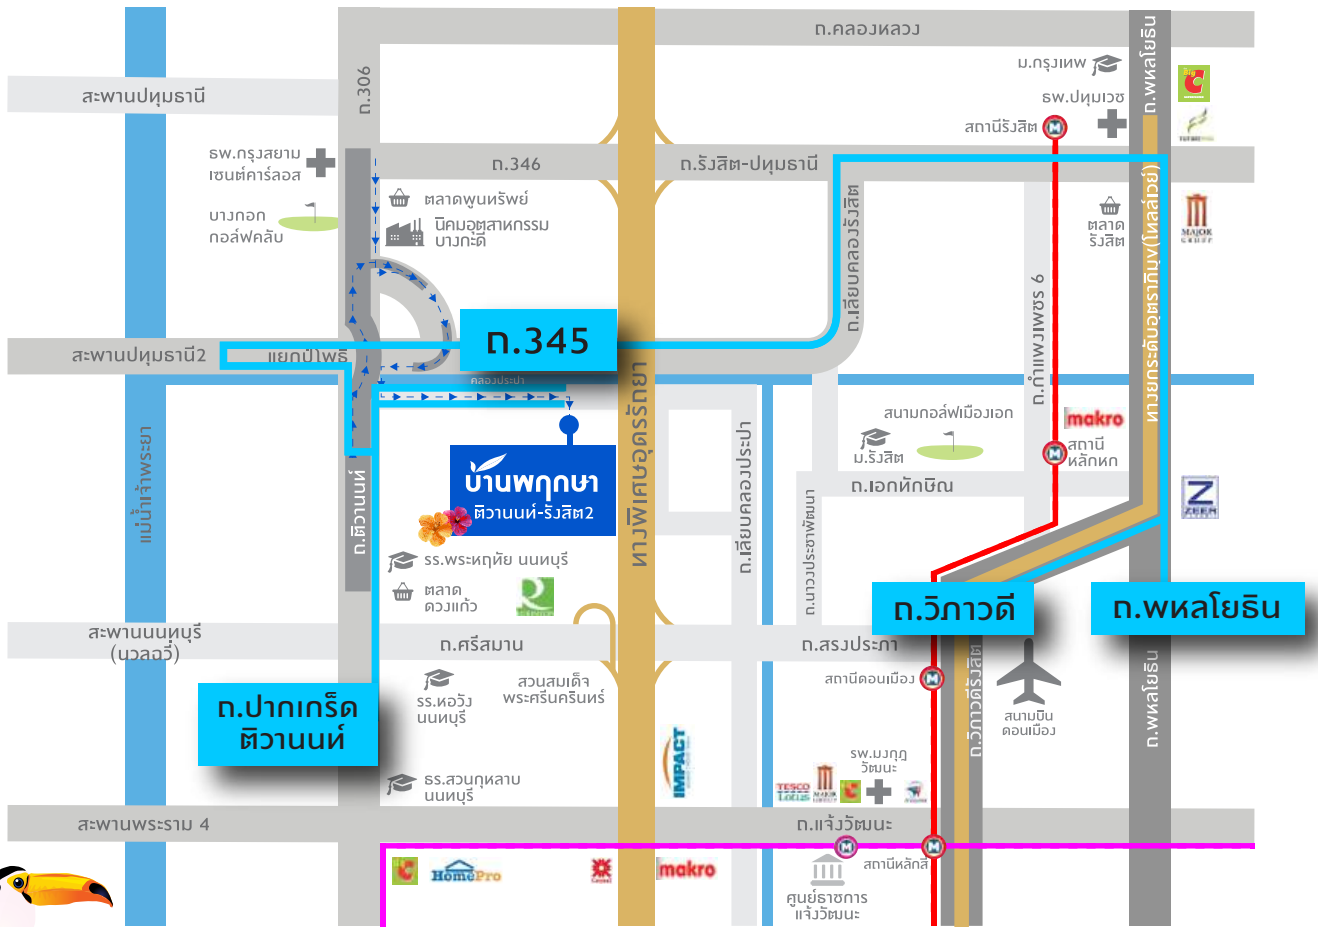 ถ.คลองหลวง
ม.กรุงเทพ
ถ.พหลโยธิน
Big C
สะพานปทุมธานี
ถ.306
ธพ.ปทุมเวช
สถานีรังสิต
ธพ.กรุงสยาม
เซนต์คาร์ลอส
ถ.346
ถ.รังสิต-ปทุมธานี
ตลาดพูนทรัพย์
บางกอก
กอล์ฟคลับ
นิคมอุตสาหกรรม
บางกะดี
ถ.เลียบคลองรังสิต
ตลาด
รังสิต
MAJOR
GROUP
ทางยกระดับอุตราภิมุข(โทลล์เวย์)
ถ.กำแพงเพชร 6
ถ.345
สะพานปทุมธานี2
แยกบ้โพธิ์
คลองประปา
ทางพิเศษอุดรรัถยา
สนามกอล์ฟเมืองเอก
makro
ม.รังสิต
สถานี
หลักหก
แม่น้ำเจ้าพระยา
บ้านพฤกษา
ติวานนท์-รังสิต2
ถ.ติวานนท์
ถ.เลียบคลองประปา
ถ.เอกทักษิณ
ถ.นาวงประชาพัฒนา
Z
ZEER
รร.พระหฤทัย นนทบุรี
ตลาด
ดวงแก้ว
R
ถ.วิภาวดี
ถ.พหลโยธิน
สะพานนนทบุรี
(นวลฉวี)
ถ.ศรีสมาน
ถ.สรงประภา
สถานีดอนเมือง
ถ.วิภาวดีรังสิต
ถ.พหลโยธิน
สวนสมเด็จ
พระศรีนครินทร์
รร.หอวัง
นนทบุรี
ถ.ปากเกร็ด
ติวานนท์
สนามบิน
ดอนเมือง
IMPACT
รพ.มงกุฎ
วัฒนะ
ธร.สวนกุหลาบ
นนทบุรี
TESCO
Lotus
MAJOR
สะพานพระราม 4
ถ.แจ้งวัฒนะ
สถานีหลักสี่
HomePro
makro
ศูนย์ราชการ
แจ้งวัฒนะ